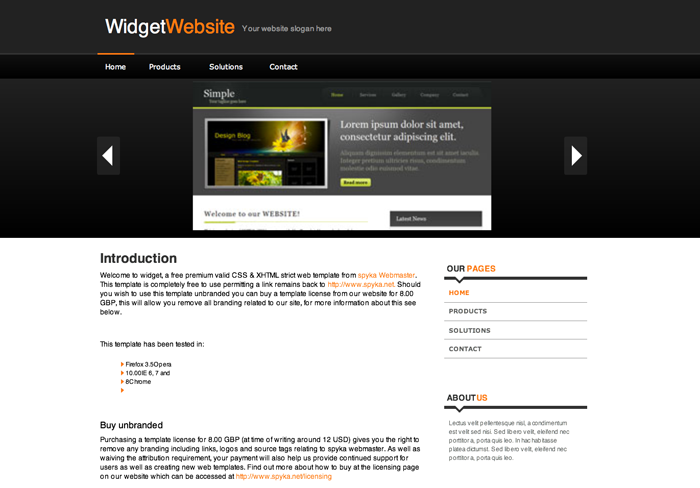 WidgetWebsite Your website slogan here
Home Products Solutions Contact
Simple
Your tagline goes here
Home Services Gallery Company Contact
Design Blog
Lorem ipsum dolor sit amet,
consectetur adipiscing elit.
Aliquam dignissim elementum est sit amet iaculis.
Integer pretium ultricies risus, condimentum
molestie odio euismod vitae.
Read more
Welcome to our WEBSITE!
Latest News
Introduction
Welcome to widget, a free premium valid CSS & XHTML strict web template from spyka Webmaster.
This template is completely free to use permitting a link remains back to http://www.spyka.net. Should
you wish to use this template unbranded you can buy a template license from our website for 8.00
GBP, this will allow you remove all branding related to our site, for more information about this see
below.
This template has been tested in:
Firefox 3.5Opera
10.00IE 6, 7 and
8Chrome
Buy unbranded
Purchasing a template license for 8.00 GBP (at time of writing around 12 USD) gives you the right to
remove any branding including links, logos and source tags relating to spyka webmaster. As well as
waiving the attribution requirement, your payment will also help us provide continued support for
users as well as creating new web templates. Find out more about how to buy at the licensing page
on our website which can be accessed at http://www.spyka.net/licensing
OUR PAGES
HOME
PRODUCTS
SOLUTIONS
CONTACT
ABOUT US
Lectus velit pellentesque nisi, a condimentum
est velit sed nisi. Sed libero velit, eleifend nec
porttitor a, porta quis leo. In hac habitasse
platea dictumst. Sed libero velit, eleifend nec
porttitor a, porta quis leo.